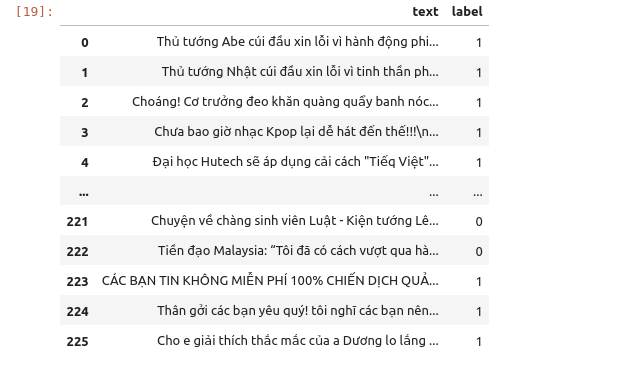 [19]:
text label
0 Thủ tướng Abe cúi đầu xin lỗi vì hành động phi... 1
1 Thủ tướng Nhật cúi đầu xin lỗi vì tinh thần ph... 1
2 Choáng! Cơ trưởng đeo khăn quàng quẩy banh nóc... 1
3 Chưa bao giờ nhạc Kpop lại dễ hát đến thế!!!\n... 1
4 Đại học Hutech sẽ áp dụng cải cách "Tiếq Việt"... 1
... ... ...
221 Chuyện về chàng sinh viên Luật - Kiện tướng Lê... 0
222 Tiền đạo Malaysia: “Tôi đã có cách vượt qua hà... 0
223 CÁC BẠN TIN KHÔNG MIỄN PHÍ 100% CHIẾN DỊCH QUẢ... 1
224 Thân gởi các bạn yêu quý! tôi nghĩ các bạn nên... 1
225 Cho e giải thích thắc mắc của a Dương lo lắng ... 1